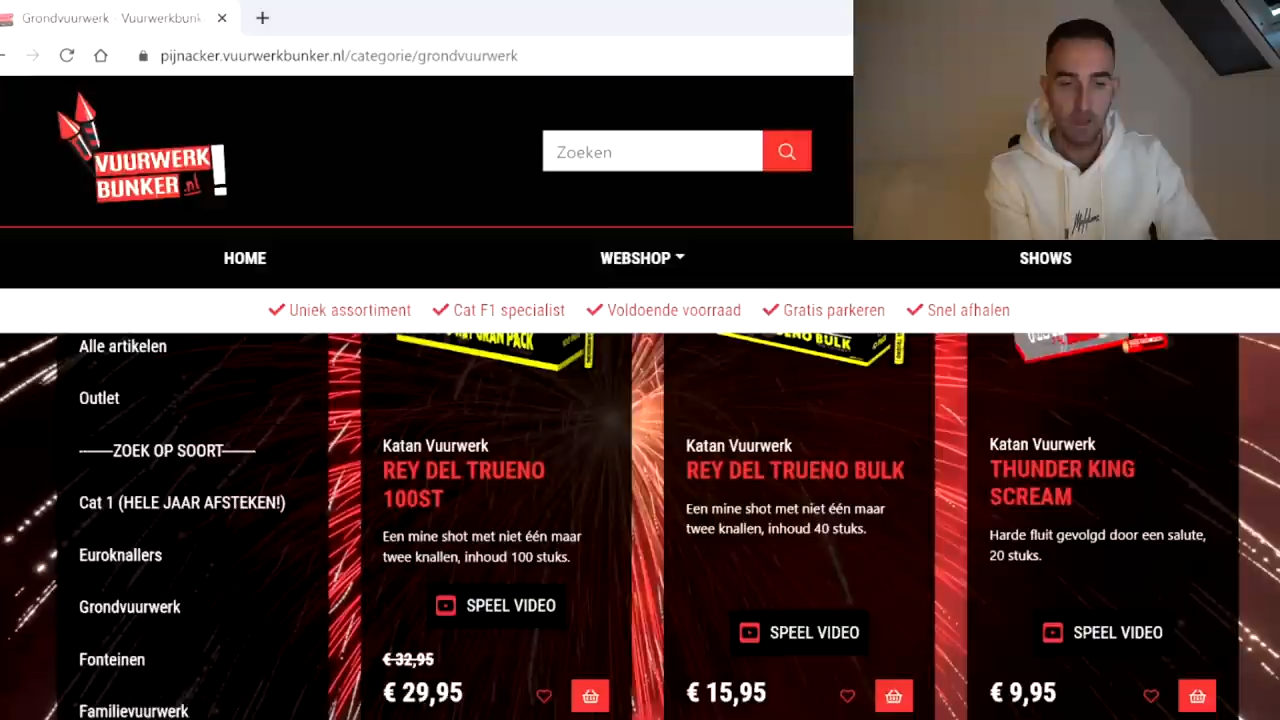 Grondvuurwerk - Vuurwerkbunk
pijnacker.vuurwerkbunker.nl/categorie/grondvuurwerk
VUURWERK
BUNKER.nl!
Zoeken
HOME
WEBSHOP
SHOWS
Uniek assortiment
Cat F1 specialist
Voldoende voorraad
Gratis parkeren
Snel afhalen
Alle artikelen
Outlet
-----ZOEK OP SOORT-----
Cat 1 (HELE JAAR AFSTEKEN!)
Euroknallers
Grondvuurwerk
Fonteinen
Familievuurwerk
GRAN PACK
Katan Vuurwerk
REY DEL TRUENO
100ST
Een mine shot met niet één maar
twee knallen, inhoud 100 stuks.
SPEEL VIDEO
€ 32,95
€ 29,95
BULK
Katan Vuurwerk
REY DEL TRUENO BULK
Een mine shot met niet één maar
twee knallen, inhoud 40 stuks.
SPEEL VIDEO
€ 15,95
Katan Vuurwerk
THUNDER KING
SCREAM
Harde fluit gevolgd door een salute,
20 stuks.
SPEEL VIDEO
€ 9,95